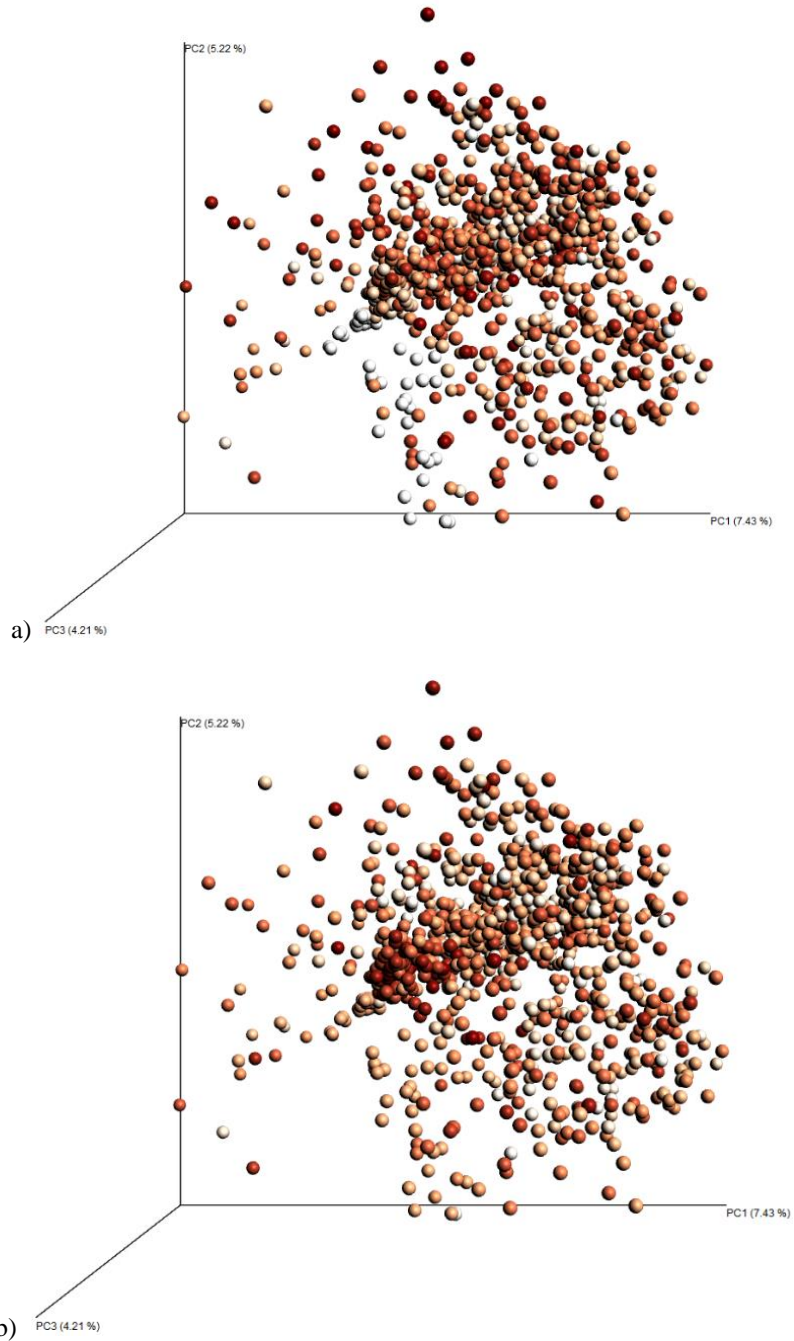 PC2 (5.22 %)
PC1 (7.43 %)
a) PC3 (4.21 %)
PC2 (5.22 %)
PC1 (7.43 %)
b) PC3 (4.21 %)